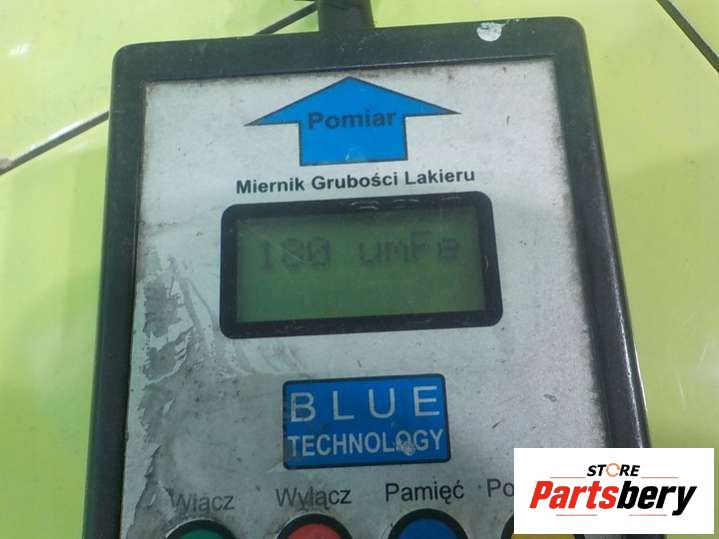 Pomiar
Miernik Grubości Lakieru
180 umFe
BLUE
TECHNOLOGY
Włącz Wyłącz Pamięć
STORE
Partsbery